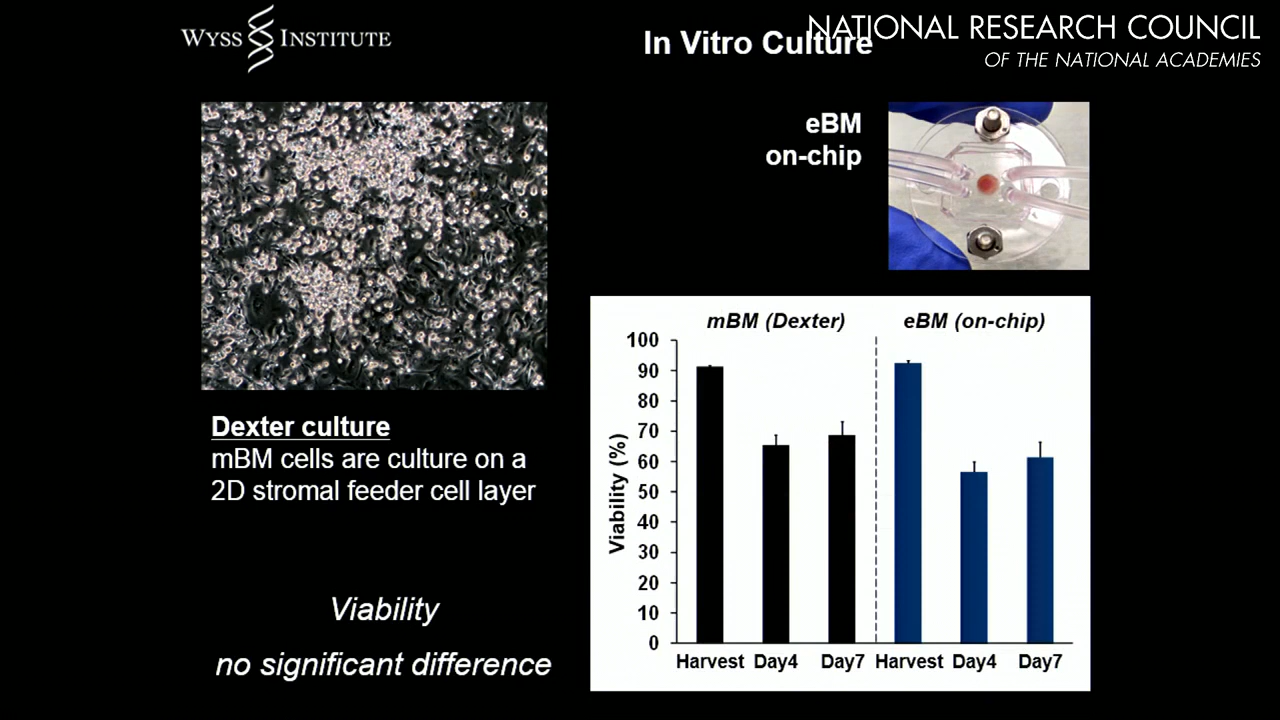 WYSS INSTITUTE
In Vitro Culture
NATIONAL RESEARCH COUNCIL
OF THE NATIONAL ACADEMIES
eBM
on-chip
Dexter culture
mBM cells are culture on a
2D stromal feeder cell layer
Viability
no significant difference
mBM (Dexter)
eBM (on-chip)
Viability (%)
100
90
80
70
60
50
40
30
20
10
0
Harvest Day4 Day7 Harvest Day4 Day7